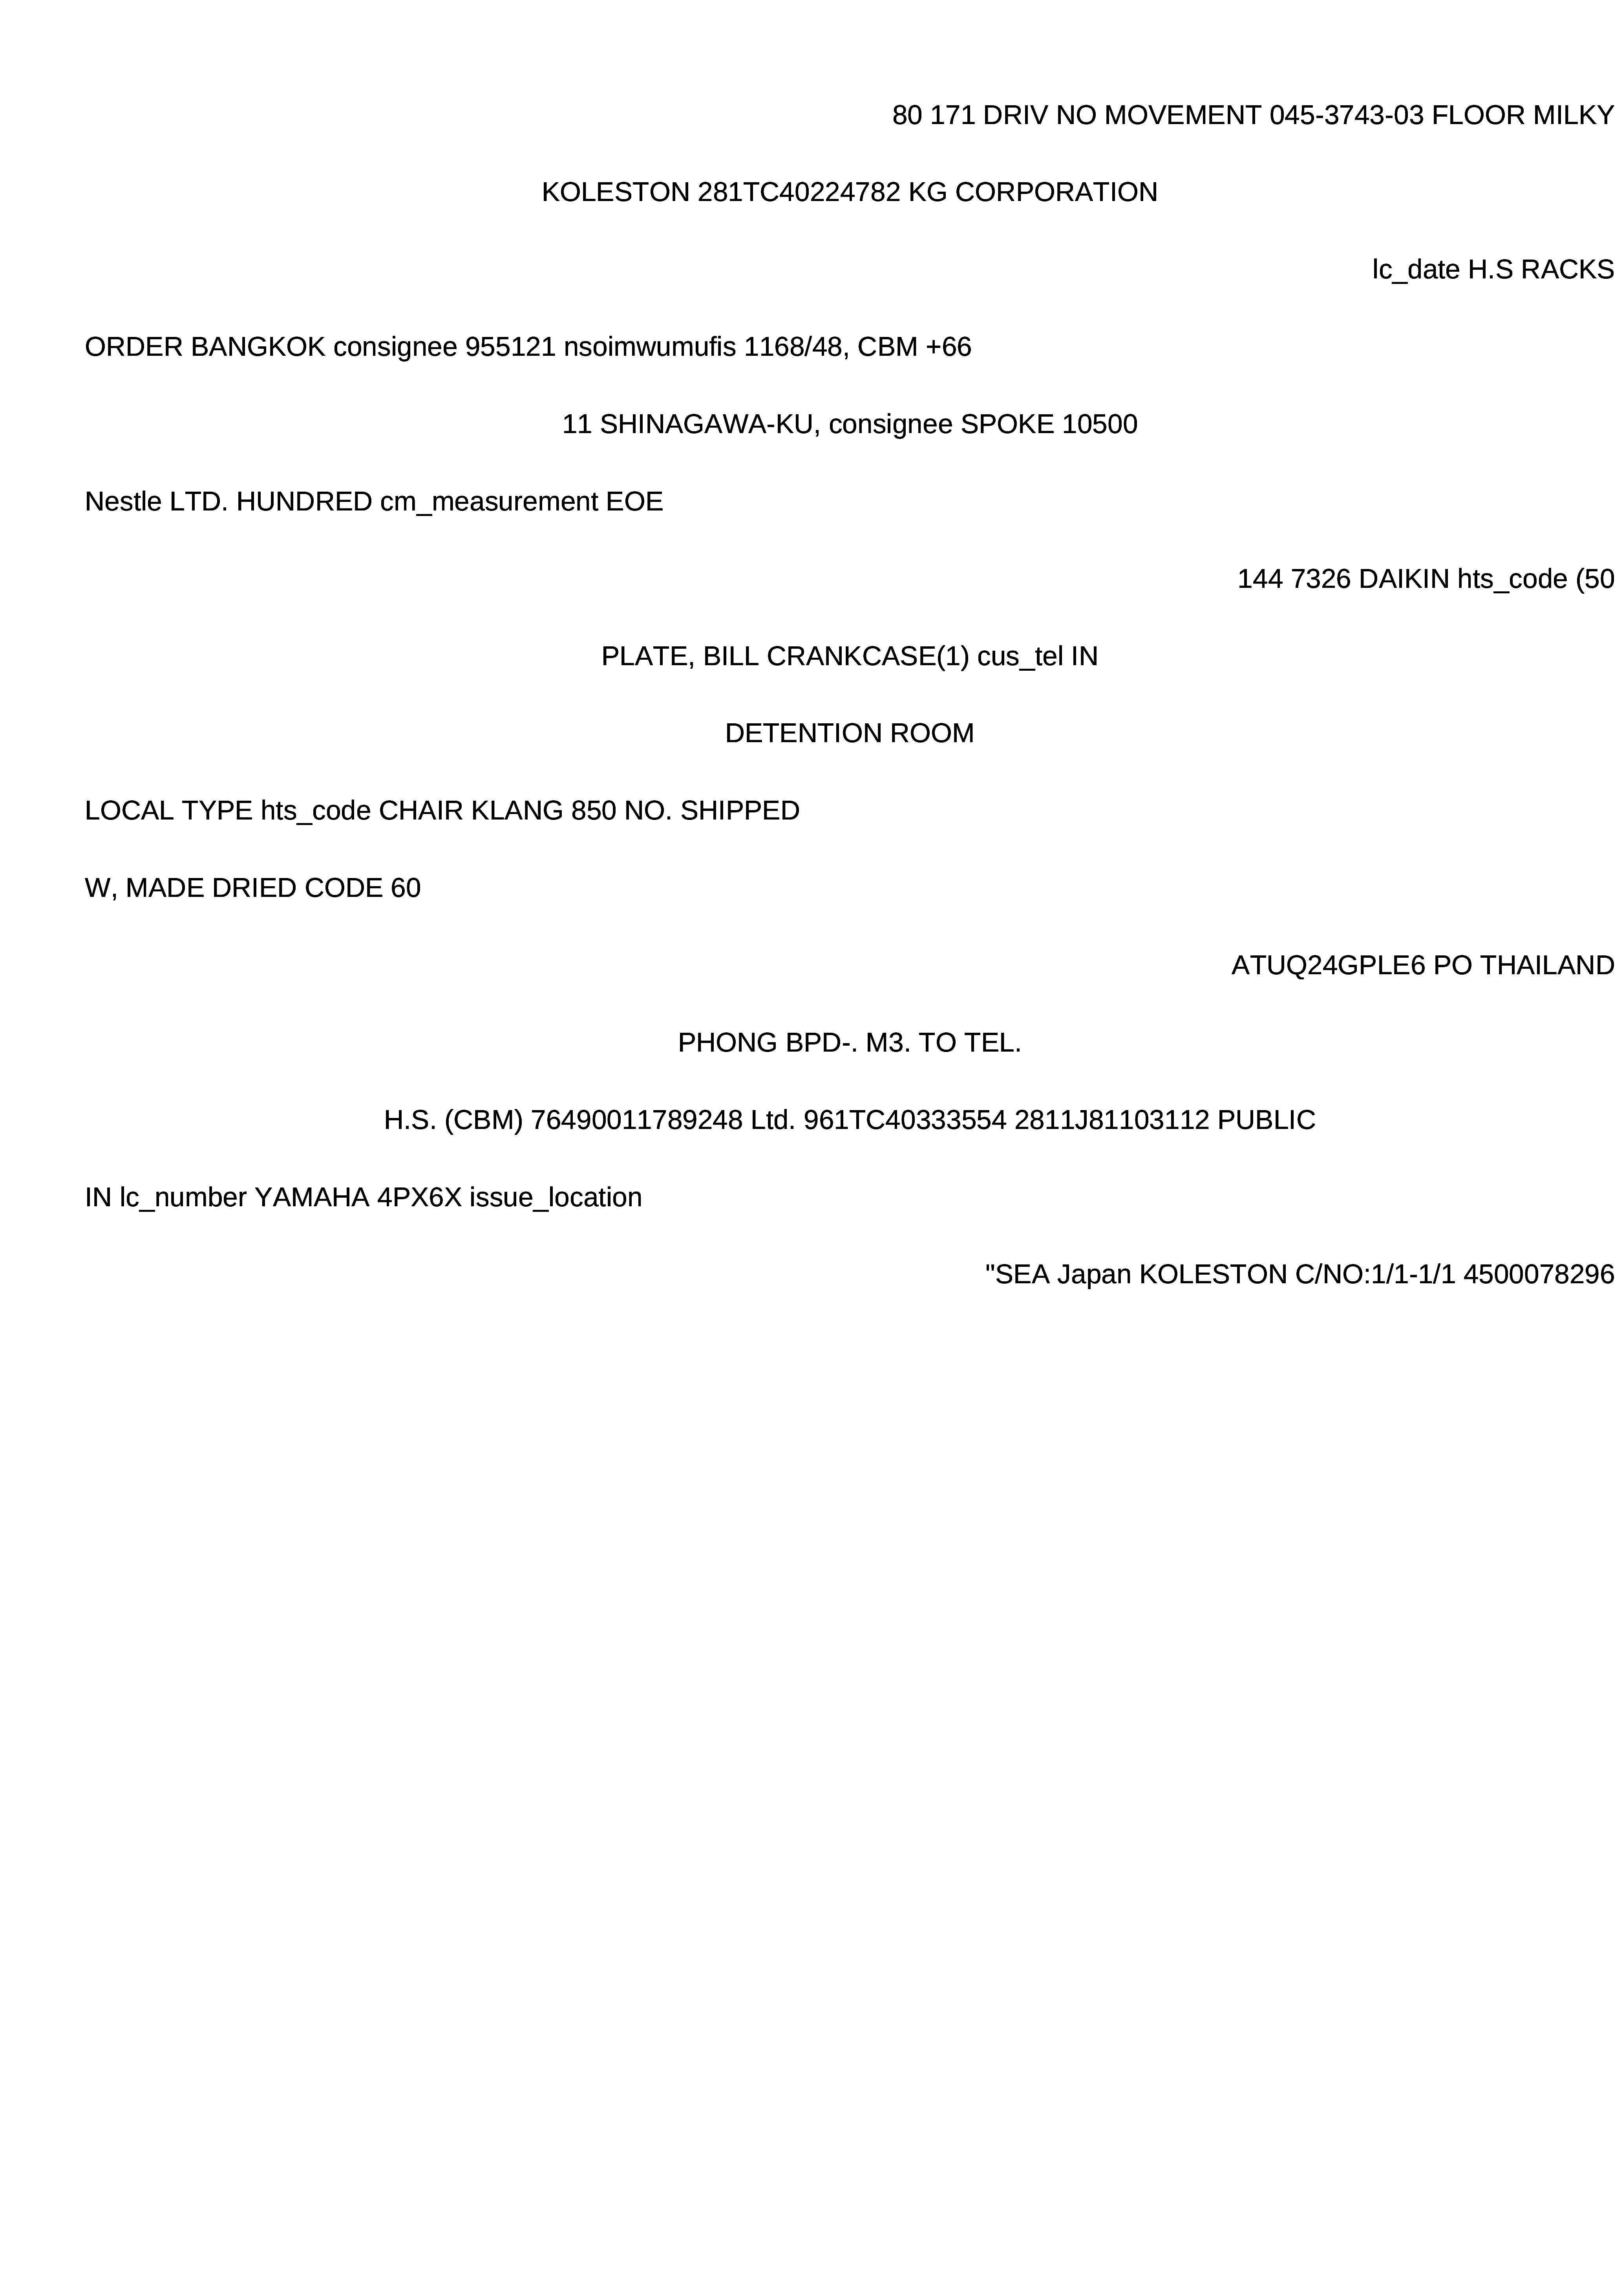 80 171 DRIV NO MOVEMENT 045-3743-03 FLOOR MILKY
KOLESTON 281TC40224782 KG CORPORATION
lc_date H.S RACKS
ORDER BANGKOK consignee 955121 nsoimwumufis 1168/48, CBM +66
11 SHINAGAWA-KU, consignee SPOKE 10500
Nestle LTD. HUNDRED cm_measurement EOE
144 7326 DAIKIN hts_code (50
PLATE, BILL CRANKCASE(1) cus_tel IN
DETENTION ROOM
LOCAL TYPE hts_code CHAIR KLANG 850 NO. SHIPPED
W, MADE DRIED CODE 60
ATUQ24GPLE6 PO THAILAND
PHONG BPD-. M3. TO TEL.
H.S. (CBM) 76490011789248 Ltd. 961TC40333554 2811J81103112 PUBLIC
IN lc_number YAMAHA 4PX6X issue_location
"SEA Japan KOLESTON C/NO:1/1-1/1 4500078296